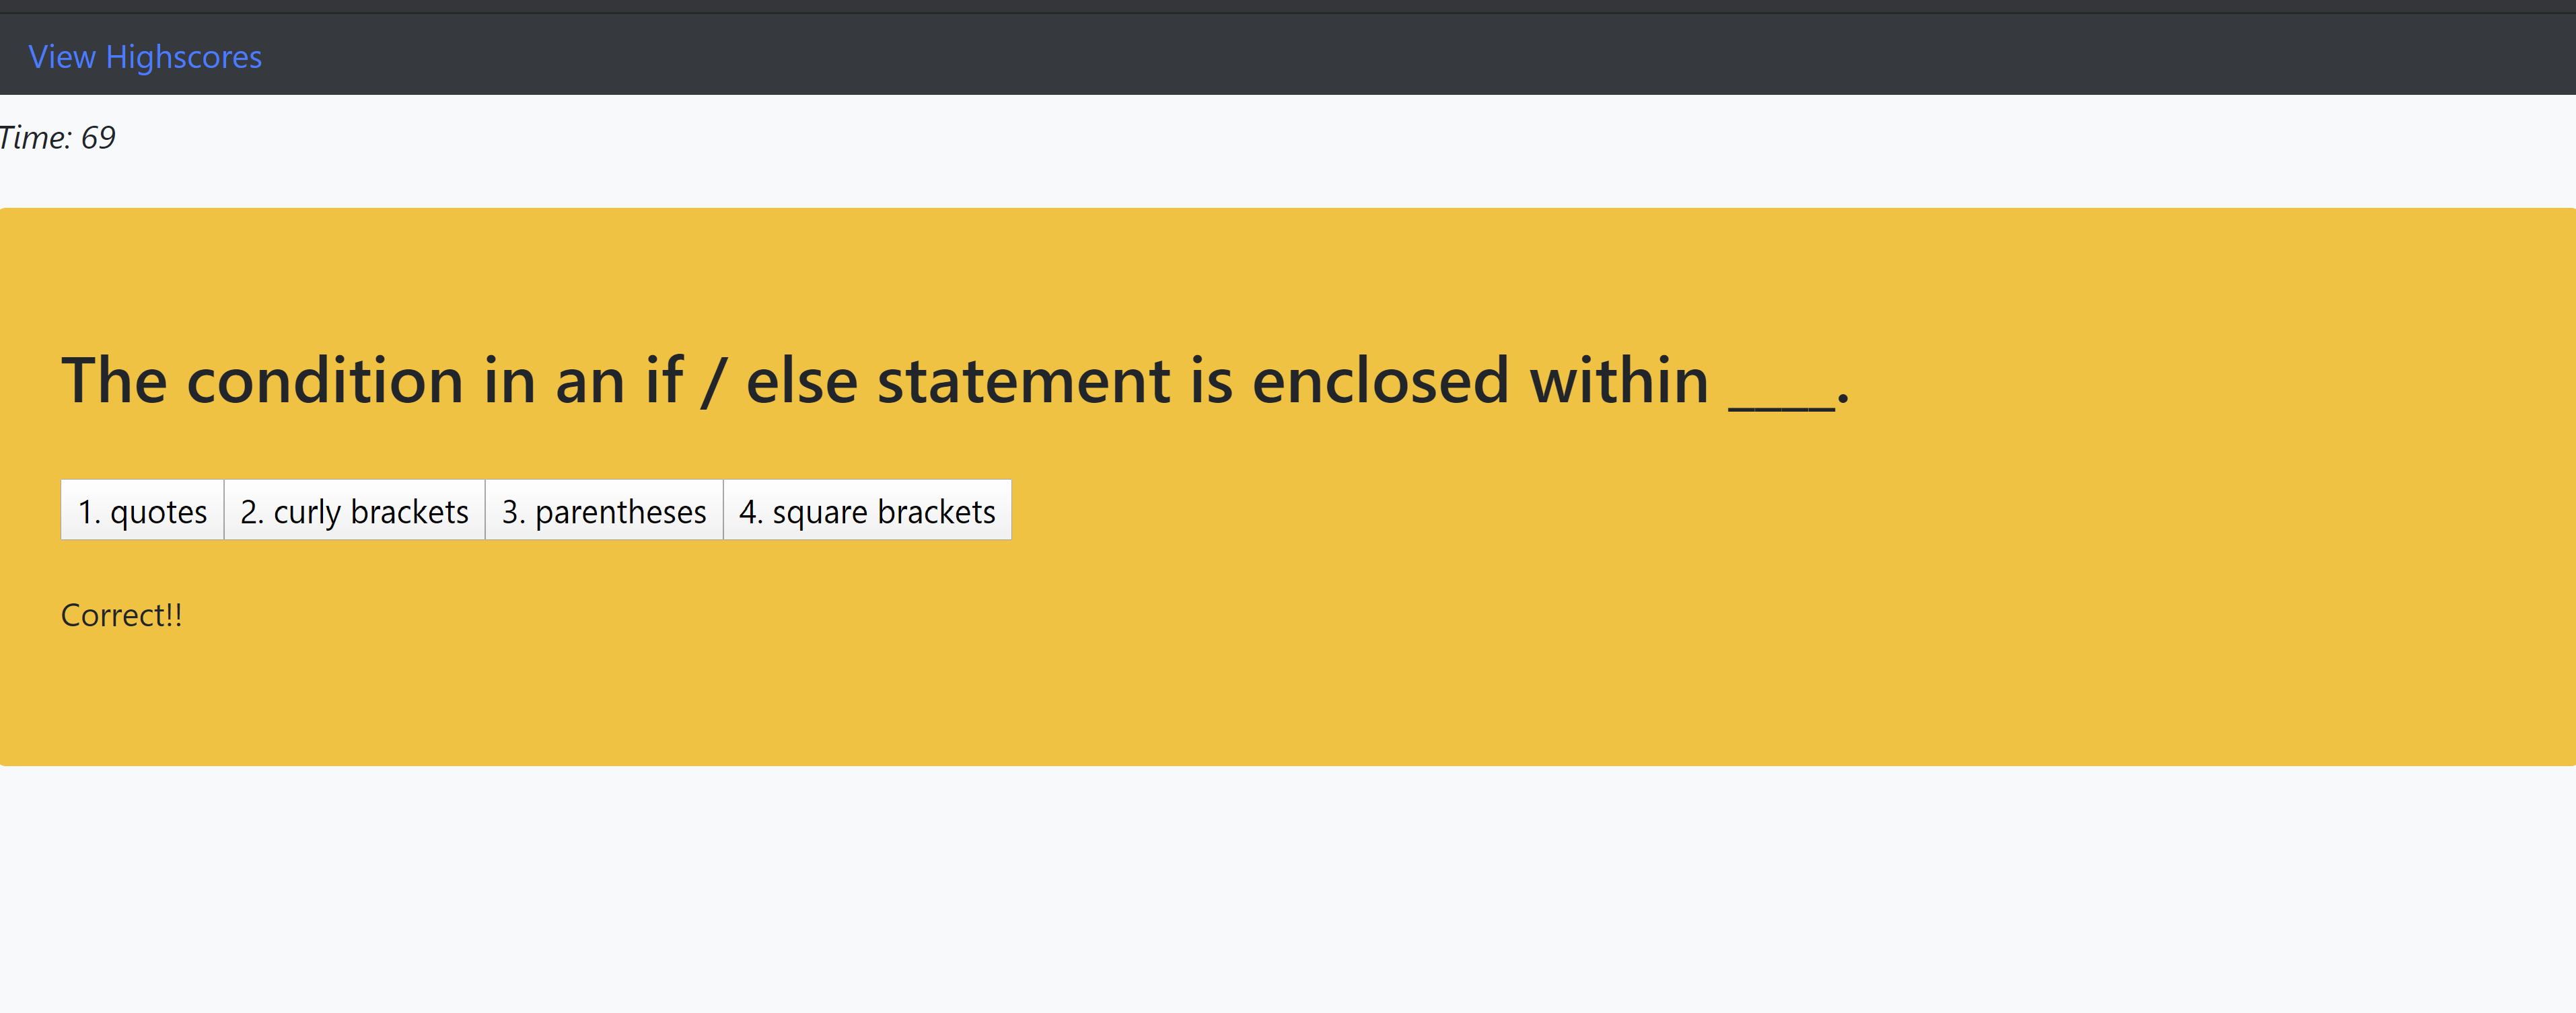 View Highscores
Time: 69
The condition in an if / else statement is enclosed within ____.
1. quotes 2. curly brackets 3. parentheses 4. square brackets
Correct!!